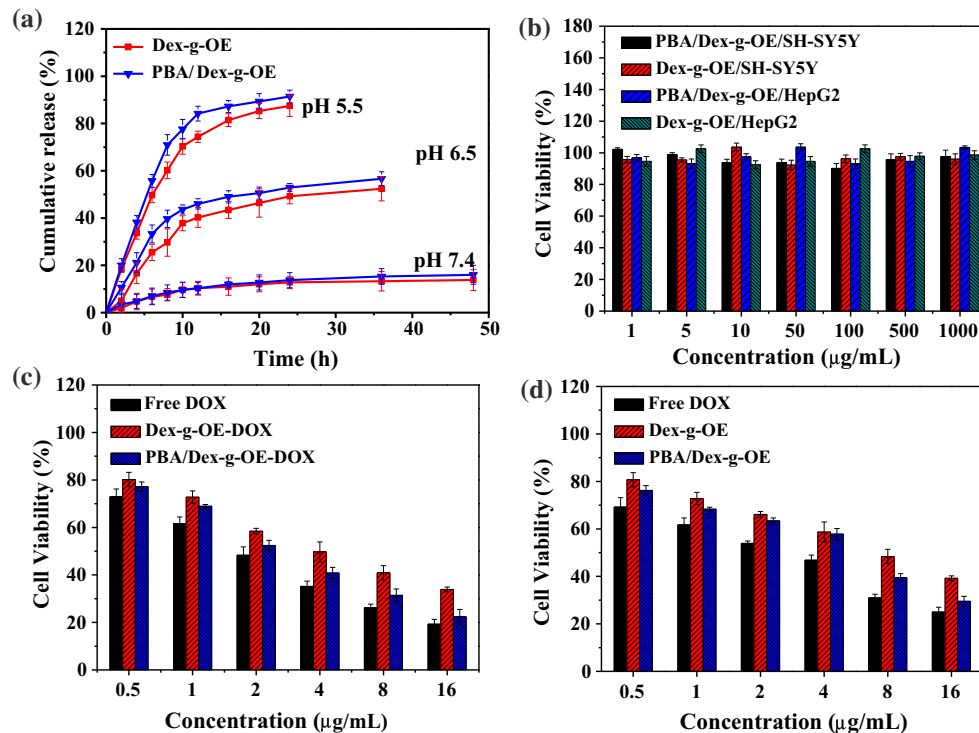 (a)
Cumulative release (%)
100
80
60
40
20
0
Dex-g-OE
PBA/Dex-g-OE
pH 5.5
pH 6.5
pH 7.4
0 10 20 30 40 50
Time (h)
(b)
Cell Viability (%)
180
160
140
120
100
80
60
40
20
0
PBA/Dex-g-OE/SH-SY5Y
Dex-g-OE/SH-SY5Y
PBA/Dex-g-OE/HepG2
Dex-g-OE/HepG2
1 5 10 50 100 500 1000
Concentration (μg/mL)
(c)
Cell Viability (%)
120
100
80
60
40
20
0
Free DOX
Dex-g-OE-DOX
PBA/Dex-g-OE-DOX
0.5 1 2 4 8 16
Concentration (μg/mL)
(d)
Cell Viability (%)
120
100
80
60
40
20
0
Free DOX
Dex-g-OE
PBA/Dex-g-OE
0.5 1 2 4 8 16
Concentration (μg/mL)